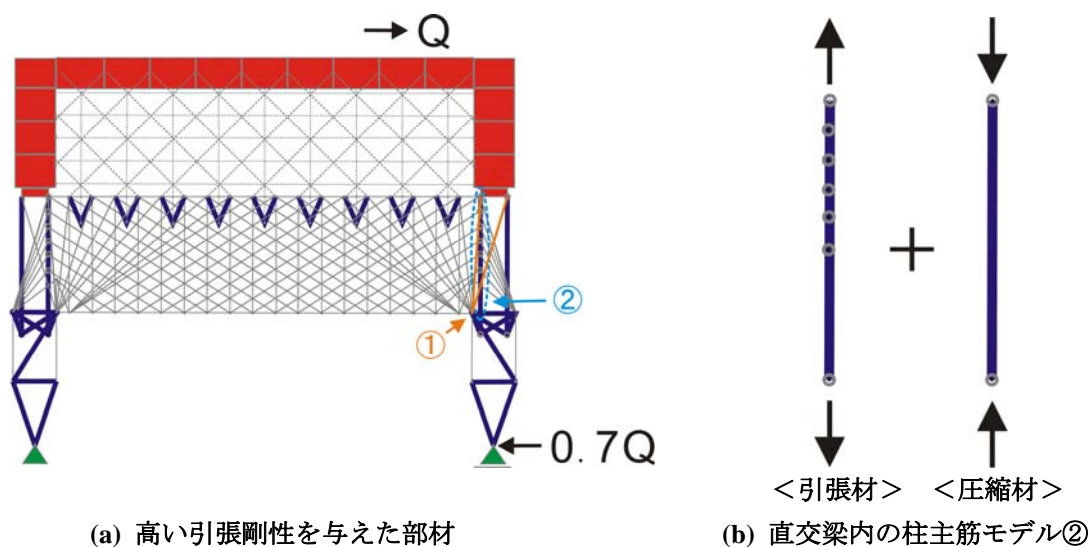 Q
②
①
0.7Q
＜引張材＞ ＜圧縮材＞
(a) 高い引張剛性を与えた部材
(b) 直交梁内の柱主筋モデル②